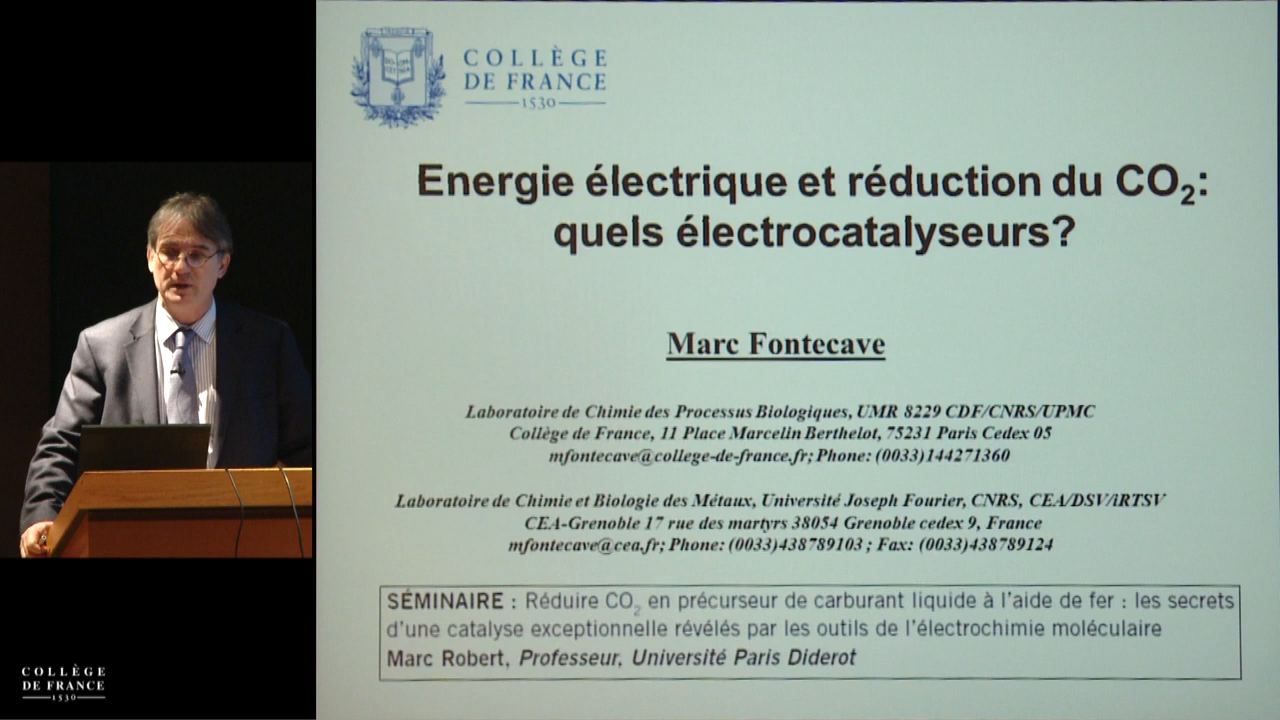 COLLÈGE
DE FRANCE
1530
Energie électrique et réduction du CO₂:
quels électrocatalyseurs?
Marc Fontecave
Laboratoire de Chimie des Processus Biologiques, UMR 8229 CDF/CNRS/UPMC
Collège de France, 11 Place Marcelin Berthelot, 75231 Paris Cedex 05
mfontecave@college-de-france.fr; Phone: (0033)144271360
Laboratoire de Chimie et Biologie des Métaux, Université Joseph Fourier, CNRS, CEA/DSV/iRTSV
CEA-Grenoble 17 rue des martyrs 38054 Grenoble cedex 9, France
mfontecave@cea.fr; Phone: (0033)438789103 ; Fax: (0033)438789124
SÉMINAIRE : Réduire CO₂ en précurseur de carburant liquide à l'aide de fer : les secrets
d'une catalyse exceptionnelle révélés par les outils de l'électrochimie moléculaire
Marc Robert, Professeur, Université Paris Diderot
COLLÈGE
DE FRANCE
1530